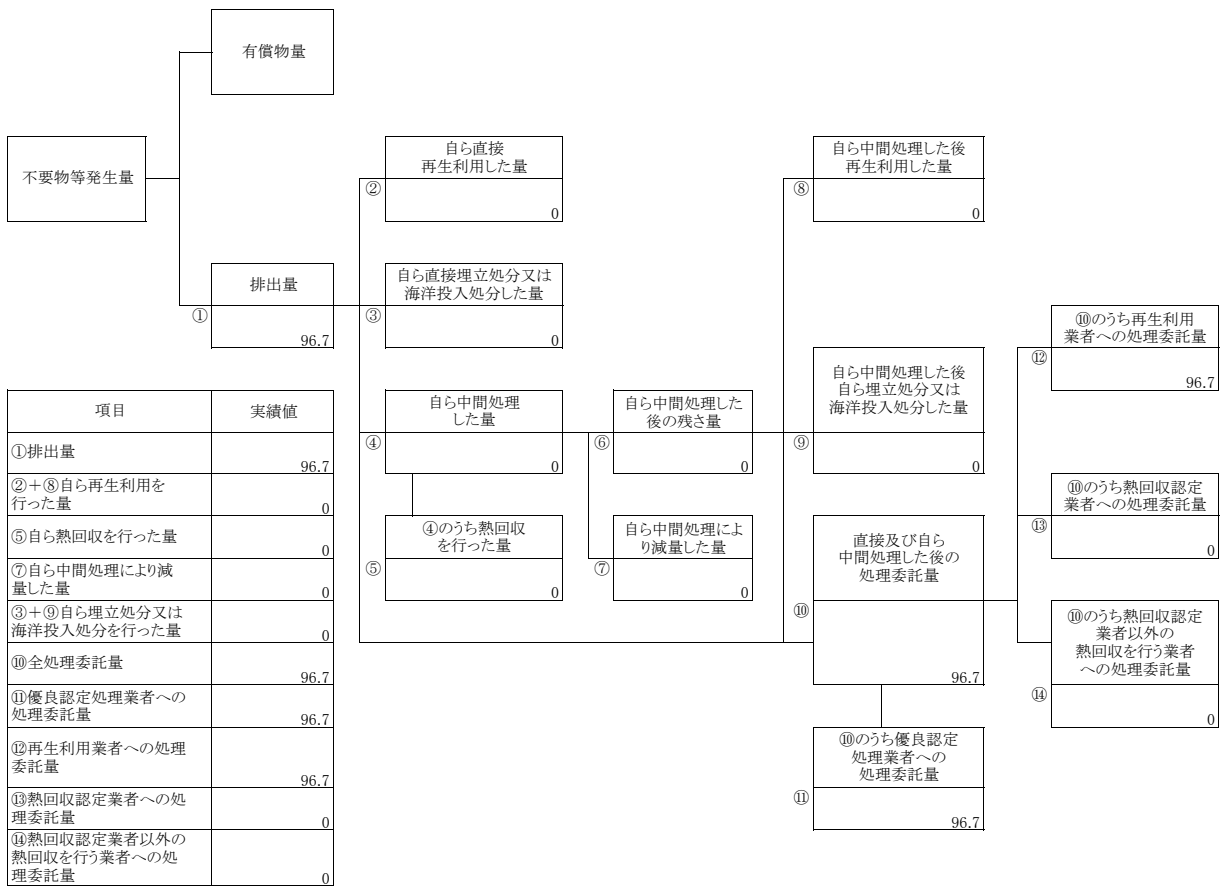 有償物量
不要物等発生量
自ら直接
再生利用した量
②
0
自ら中間処理した後
再生利用した量
⑧
0
排出量
①
96.7
自ら直接埋立処分又は
海洋投入処分した量
③
0
⑩のうち再生利用
業者への処理委託量
⑫
96.7
自ら中間処理
した量
④
0
自ら中間処理した
後の残さ量
⑥
0
自ら中間処理した後
自ら埋立処分又は
海洋投入処分した量
⑨
0
⑩のうち熱回収認定
業者への処理委託量
⑬
0
④のうち熱回収
を行った量
⑤
0
自ら中間処理によ
り減量した量
⑦
0
直接及び自ら
中間処理した後の
処理委託量
⑩
96.7
⑩のうち熱回収認定
業者以外の
熱回収を行う業者
への処理委託量
⑭
0
⑩のうち優良認定
処理業者への
処理委託量
⑪
96.7
項目 実績値
①排出量
96.7
②＋⑧自ら再生利用を
行った量
0
⑤自ら熱回収を行った量
0
⑦自ら中間処理により減
量した量
0
③＋⑨自ら埋立処分又は
海洋投入処分を行った量
0
⑩全処理委託量
96.7
⑪優良認定処理業者への
処理委託量
96.7
⑫再生利用業者への処理
委託量
96.7
⑬熱回収認定業者への処
理委託量
0
⑭熱回収認定業者以外の
熱回収を行う業者への処
理委託量
0